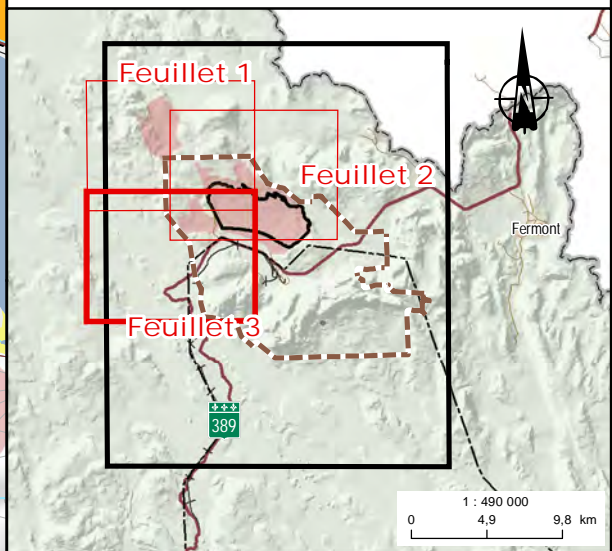 Feuillet 1
N
Feuillet 2
Fermont
Feuillet 3
389
1 : 490 000
0 4,9 9,8 km